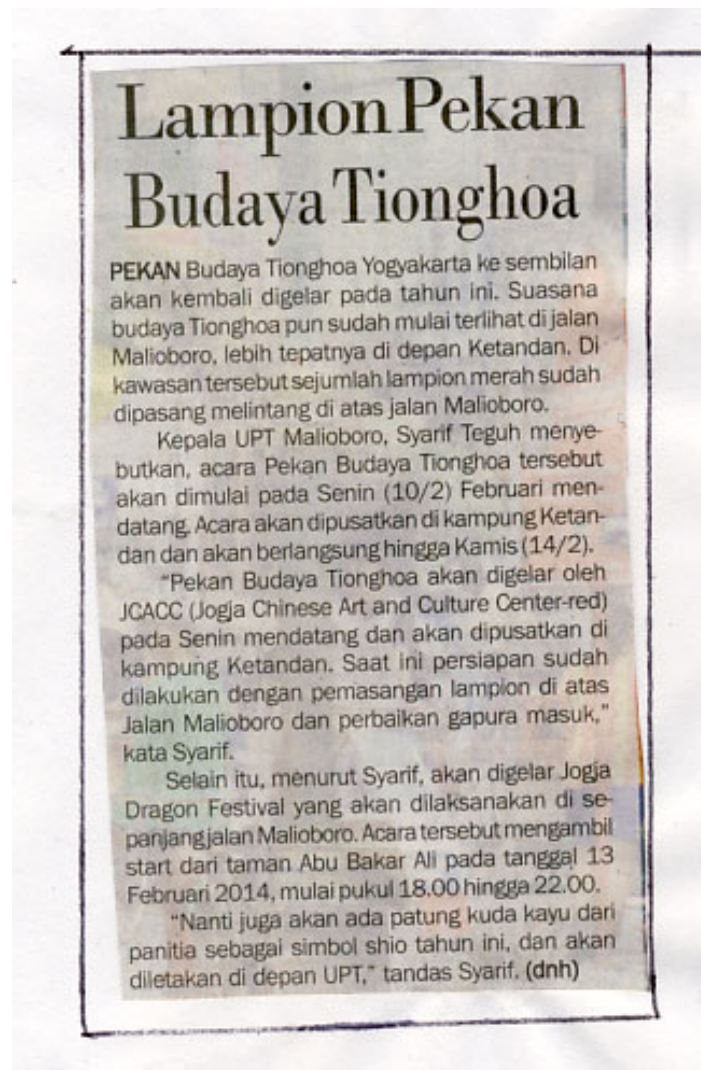 Lampion Pekan
Budaya Tionghoa
PEKAN Budaya Tionghoa Yogyakarta ke sembilan
akan kembali digelar pada tahun ini. Suasana
budaya Tionghoa pun sudah mulai terlihat di jalan
Malioboro, lebih tepatnya di depan Ketandan. Di
kawasan tersebut sejumlah lampion merah sudah
dipasang melintang di atas jalan Malioboro.
Kepala UPT Malioboro, Syarif Teguh menye-
butkan, acara Pekan Budaya Tionghoa tersebut
akan dimulai pada Senin (10/2) Februari men-
datang. Acara akan dipusatkan di kampung Ketan-
dan dan akan berlangsung hingga Kamis (14/2).
"Pekan Budaya Tionghoa akan digelar oleh
JCACC (Jogja Chinese Art and Culture Center-red)
pada Senin mendatang dan akan dipusatkan di
kampung Ketandan. Saat ini persiapan sudah
dilakukan dengan pemasangan lampion di atas
Jalan Malioboro dan perbaikan gapura masuk,"
kata Syarif.
Selain itu, menurut Syarif, akan digelar Jogja
Dragon Festival yang akan dilaksanakan di se-
panjang jalan Malioboro. Acara tersebut mengambil
start dari taman Abu Bakar Ali pada tanggal 13
Februari 2014, mulai pukul 18.00 hingga 22.00.
"Nanti juga akan ada patung kuda kayu dari
panitia sebagai simbol shio tahun ini, dan akan
diletakan di depan UPT," tandas Syarif. (dnh)